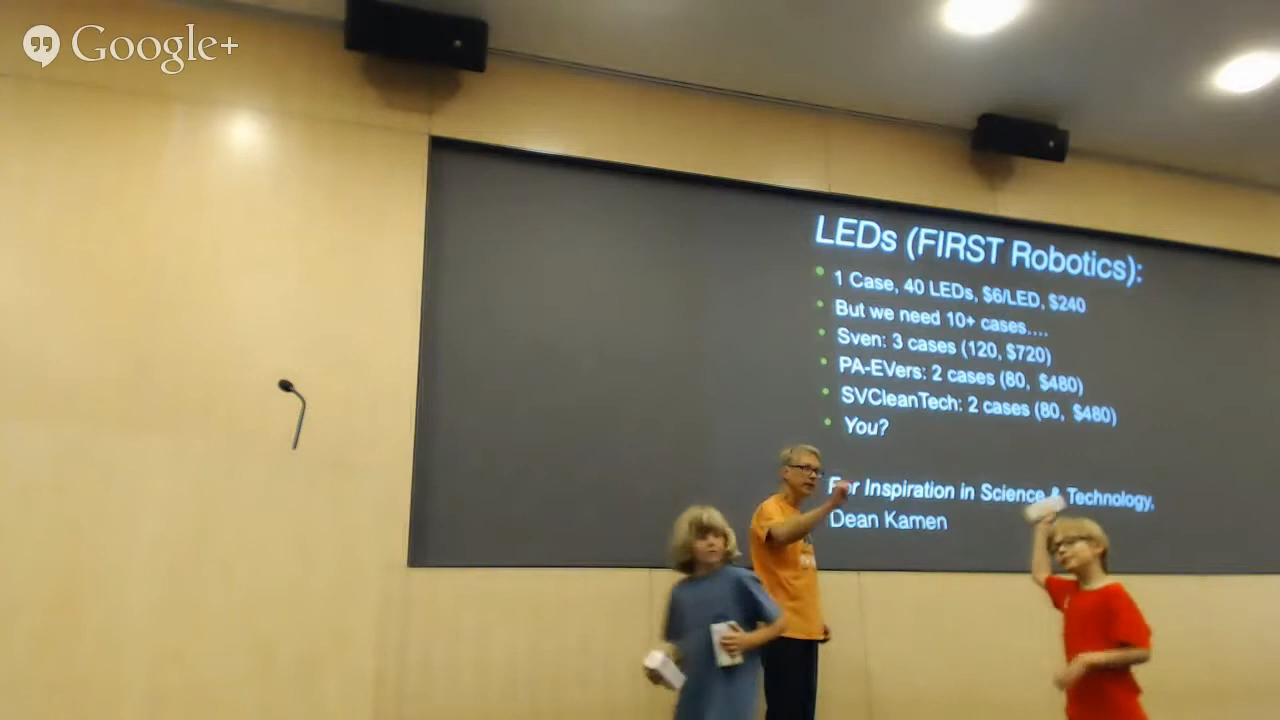 Google+
LEDs (FIRST Robotics):
1 Case, 40 LEDs, $6/LED, $240
But we need 10+ cases....
Sven: 3 cases (120, $720)
PA-EVers: 2 cases (80, $480)
SVCleanTech: 2 cases (80, $480)
You?
For Inspiration in Science & Technology,
Dean Kamen